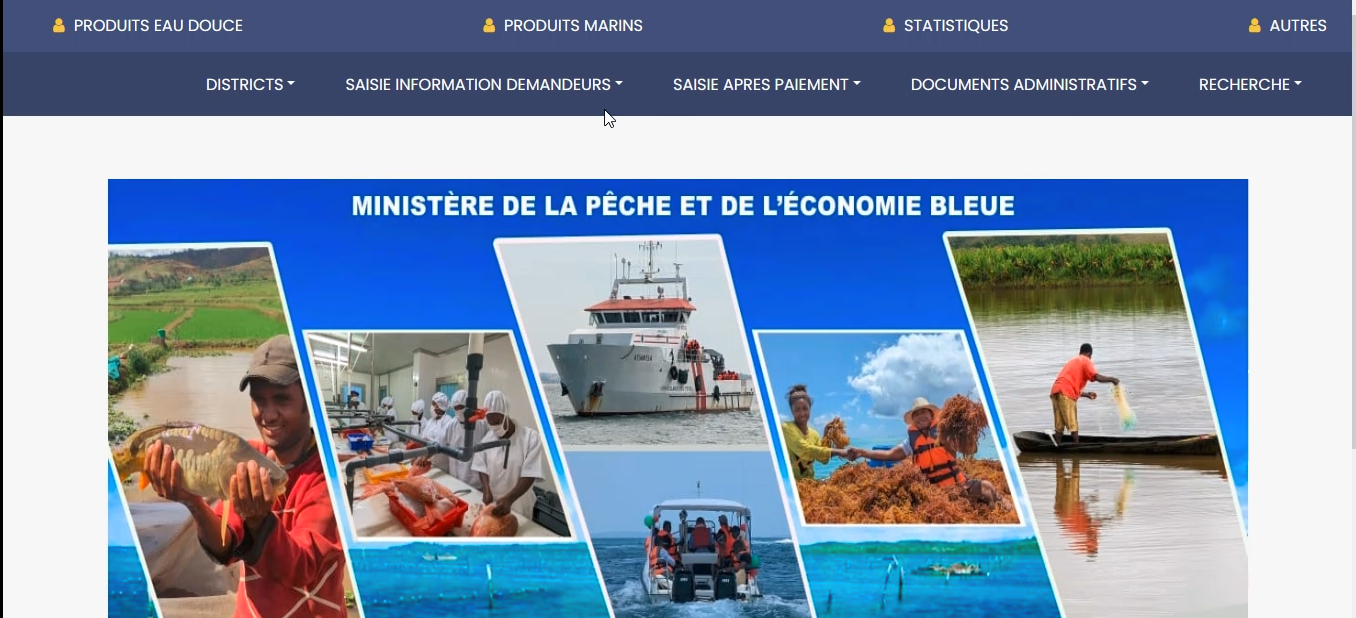 PRODUITS EAU DOUCE PRODUITS MARINS STATISTIQUES AUTRES
DISTRICTS SAISIE INFORMATION DEMANDEURS SAISIE APRES PAIEMENT DOCUMENTS ADMINISTRATIFS RECHERCHE
MINISTÈRE DE LA PÊCHE ET DE L'ÉCONOMIE BLEUE